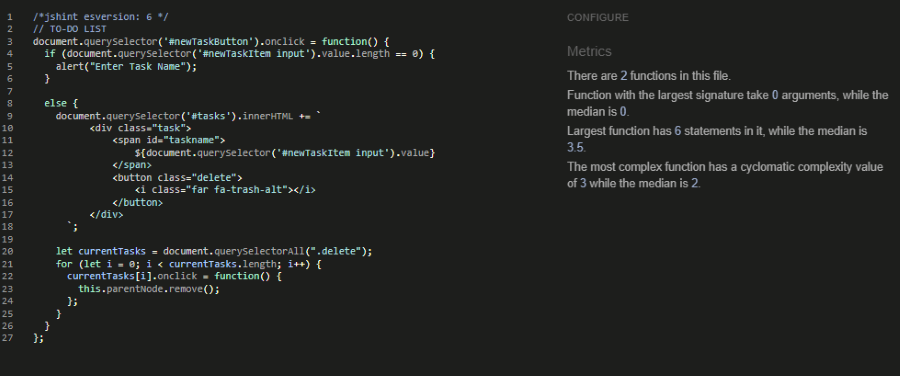 1 /*jshint esversion: 6 */
2 // TO-DO LIST
3 document.querySelector('#newTaskButton').onclick = function() {
4 if (document.querySelector('#newTaskItem input').value.length == 0) {
5 alert("Enter Task Name");
6 }
7
8 else {
9 document.querySelector('#tasks').innerHTML += `
10 <div class="task">
11 <span id="taskname">
12 ${document.querySelector('#newTaskItem input').value}
13 </span>
14 <button class="delete">
15 <i class="far fa-trash-alt"></i>
16 </button>
17 </div>
18 `;
19
20 let currentTasks = document.querySelectorAll(".delete");
21 for (let i = 0; i < currentTasks.length; i++) {
22 currentTasks[i].onclick = function() {
23 this.parentNode.remove();
24 };
25 }
26 }
27 };
CONFIGURE
Metrics
There are 2 functions in this file.
Function with the largest signature take 0 arguments, while the
median is 0.
Largest function has 6 statements in it, while the median is
3.5.
The most complex function has a cyclomatic complexity value
of 3 while the median is 2.